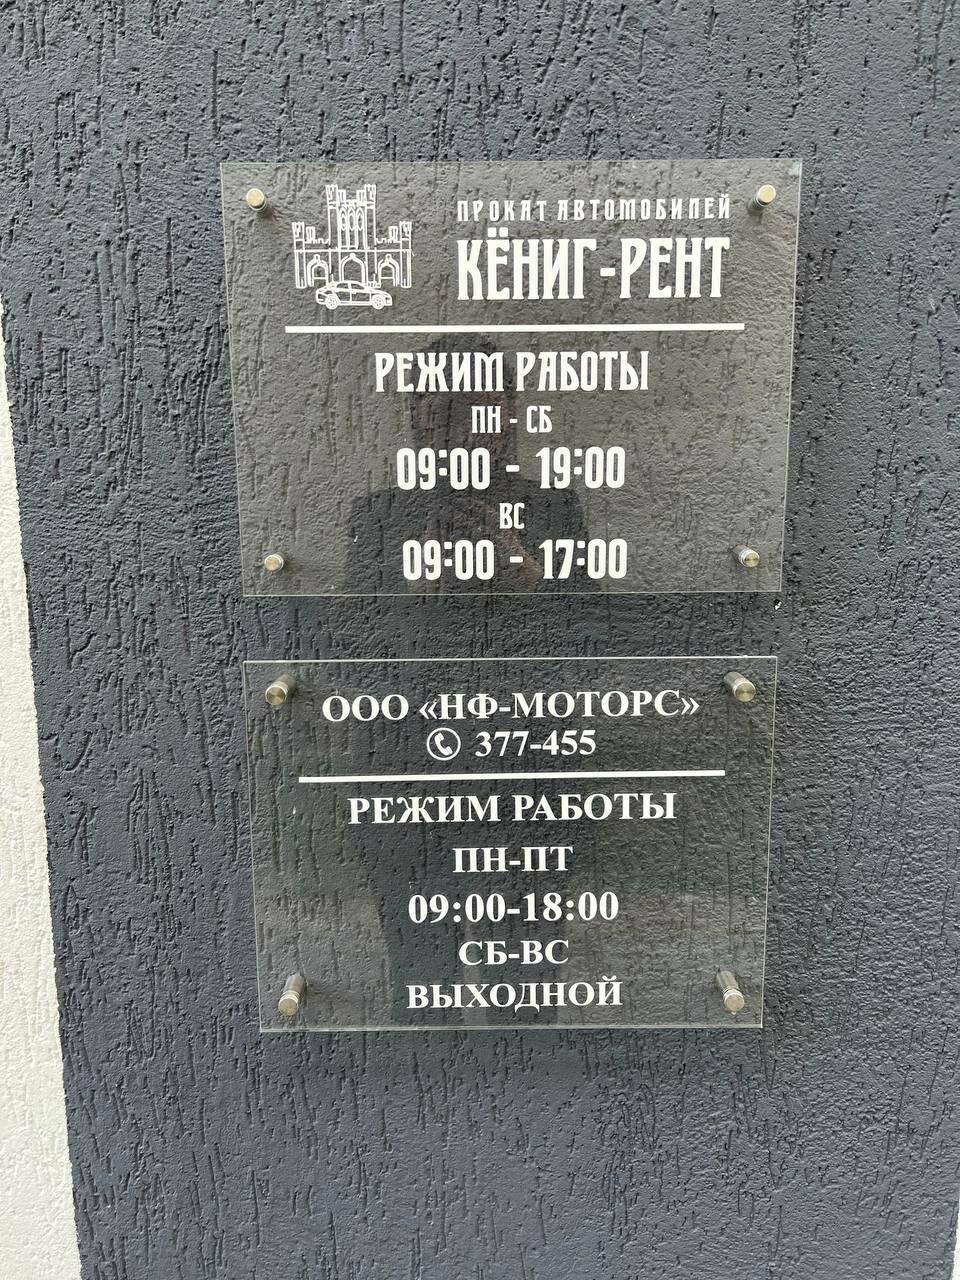 ПРОКАТ АВТОМОБИЛЕЙ
КЁНИГ-РЕНТ
РЕЖИМ РАБОТЫ
ПН - СБ
09:00 - 19:00
ВС
09:00 - 17:00
ООО «НФ-МОТОРС»
377-455
РЕЖИМ РАБОТЫ
ПН-ПТ
09:00-18:00
СБ-ВС
ВЫХОДНОЙ